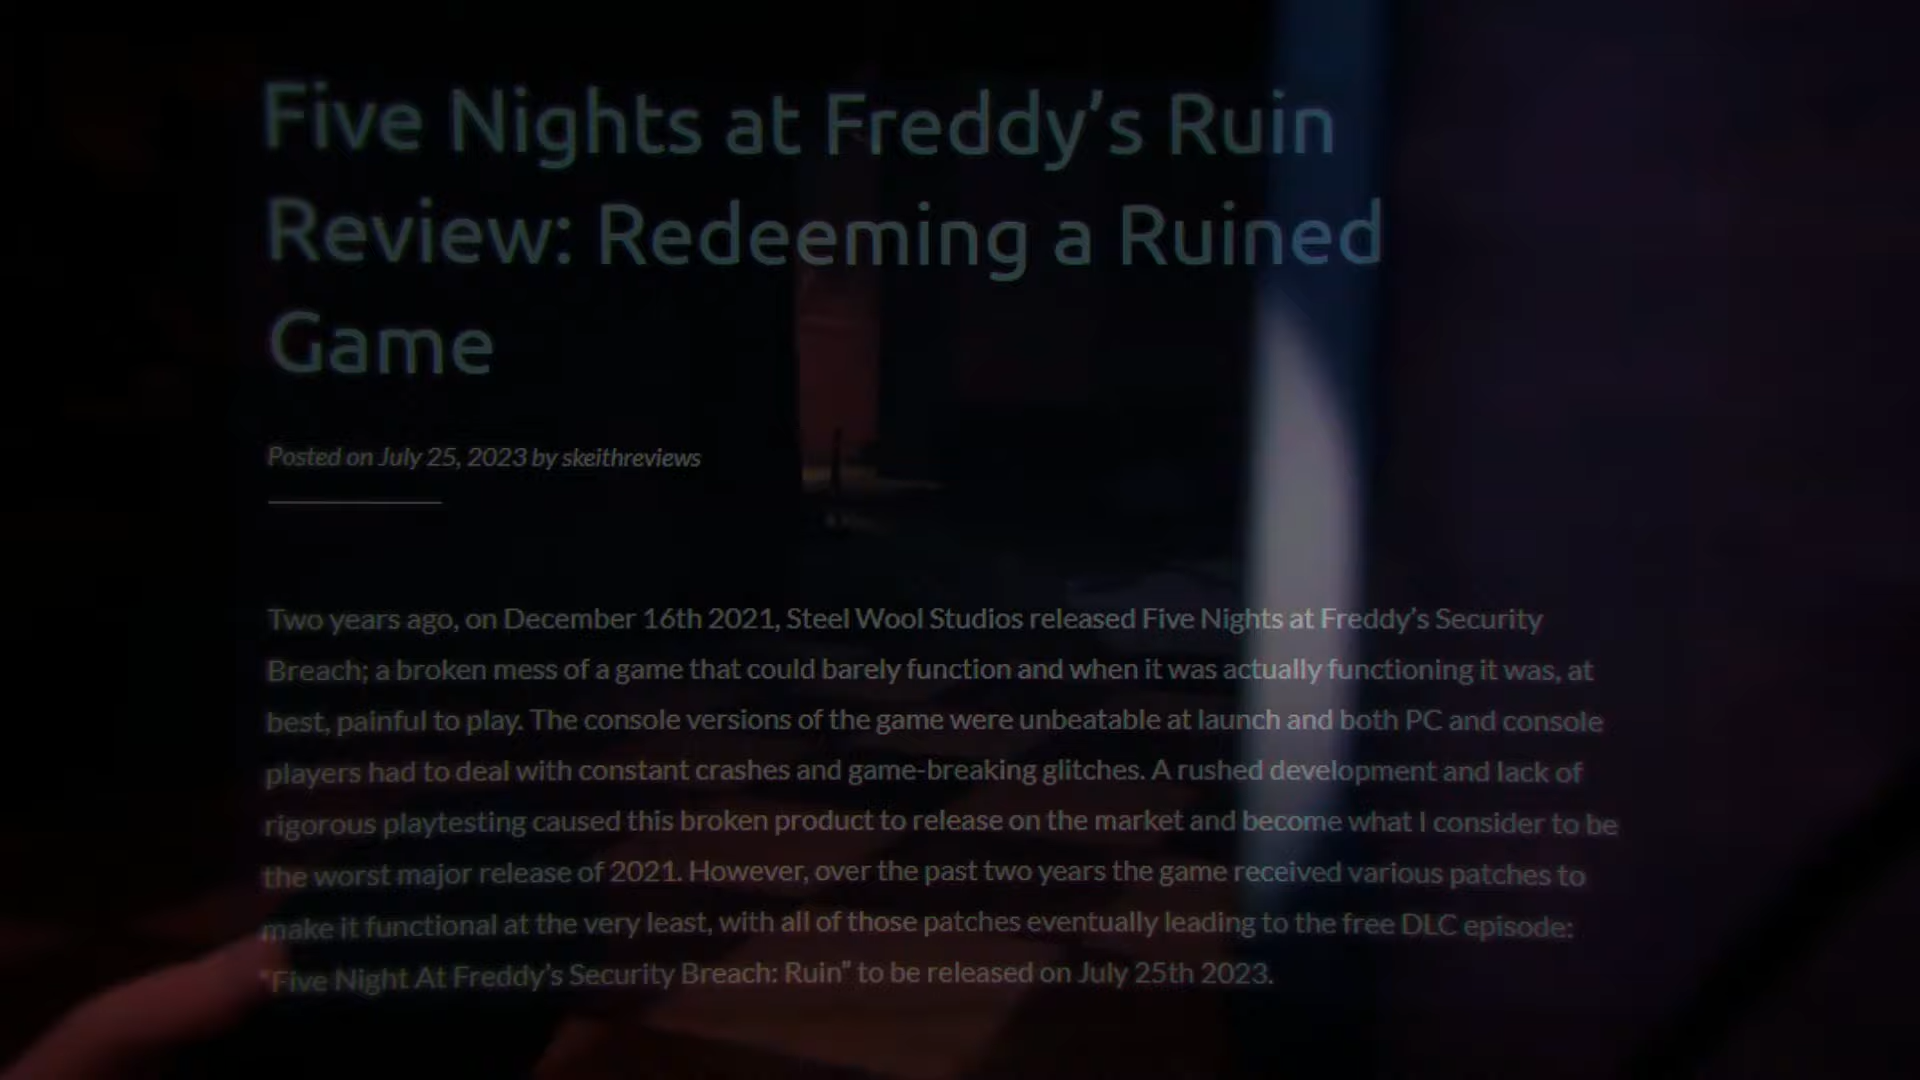 Five Nights at Freddy’s Ruin
Review: Redeeming a Ruined
Game
Posted on July 25, 2023 by skeithreviews
Two years ago, on December 16th 2021, Steel Wool Studios released Five Nights at Freddy’s Security
Breach; a broken mess of a game that could barely function and when it was actually functioning it was, at
best, painful to play. The console versions of the game were unbeatable at launch and both PC and console
players had to deal with constant crashes and game-breaking glitches. A rushed development and lack of
rigorous playtesting caused this broken product to release on the market and become what I consider to be
the worst major release of 2021. However, over the past two years the game received various patches to
make it functional at the very least, with all of those patches eventually leading to the free DLC episode:
“Five Night At Freddy’s Security Breach: Ruin” to be released on July 25th 2023.